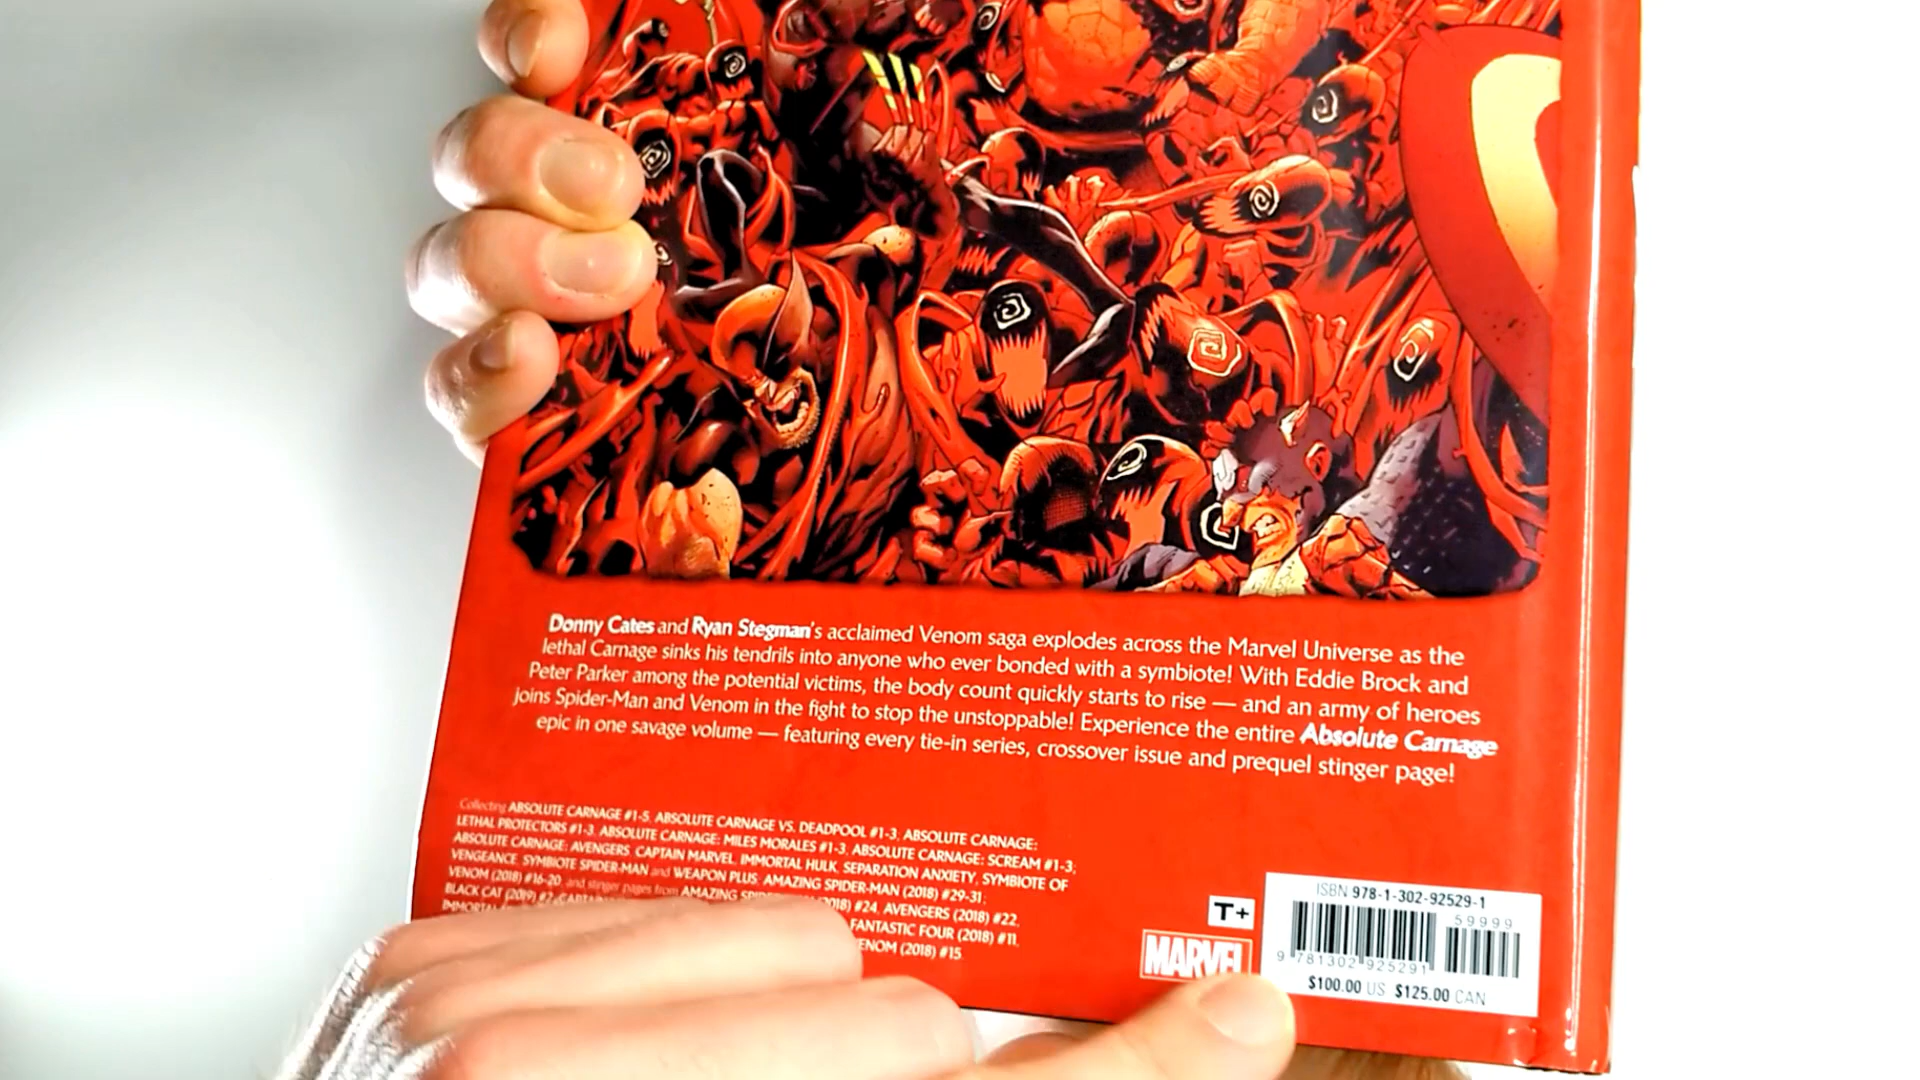 Donny Cates and Ryan Stegman's acclaimed Venom saga explodes across the Marvel Universe as the
lethal Carnage sinks his tendrils into anyone who ever bonded with a symbiote! With Eddie Brock and
Peter Parker among the potential victims, the body count quickly starts to rise — and an army of heroes
joins Spider-Man and Venom in the fight to stop the unstoppable! Experience the entire Absolute Carnage
epic in one savage volume — featuring every tie-in series, crossover issue and prequel stinger page!
Collecting ABSOLUTE CARNAGE #1-5, ABSOLUTE CARNAGE VS. DEADPOOL #1-3, ABSOLUTE CARNAGE:
LETHAL PROTECTORS #1-3, ABSOLUTE CARNAGE: MILES MORALES #1-3, ABSOLUTE CARNAGE: SCREAM #1-3;
ABSOLUTE CARNAGE: AVENGERS, CAPTAIN MARVEL, IMMORTAL HULK, SEPARATION ANXIETY, SYMBIOTE OF
VENGEANCE, SYMBIOTE SPIDER-MAN and WEAPON PLUS; AMAZING SPIDER-MAN (2018) #29-31;
VENOM (2018) #16-20; and stinger pages from AMAZING 2018) #24, AVENGERS (2018) #22,
BLACK CAT (2019) #2, FANTASTIC FOUR (2018) #11,
#15
T+
MARVEL
ISBN 978-1-302-92529-1
59999
9 781302 925291
$100.00 US $125.00 CAN